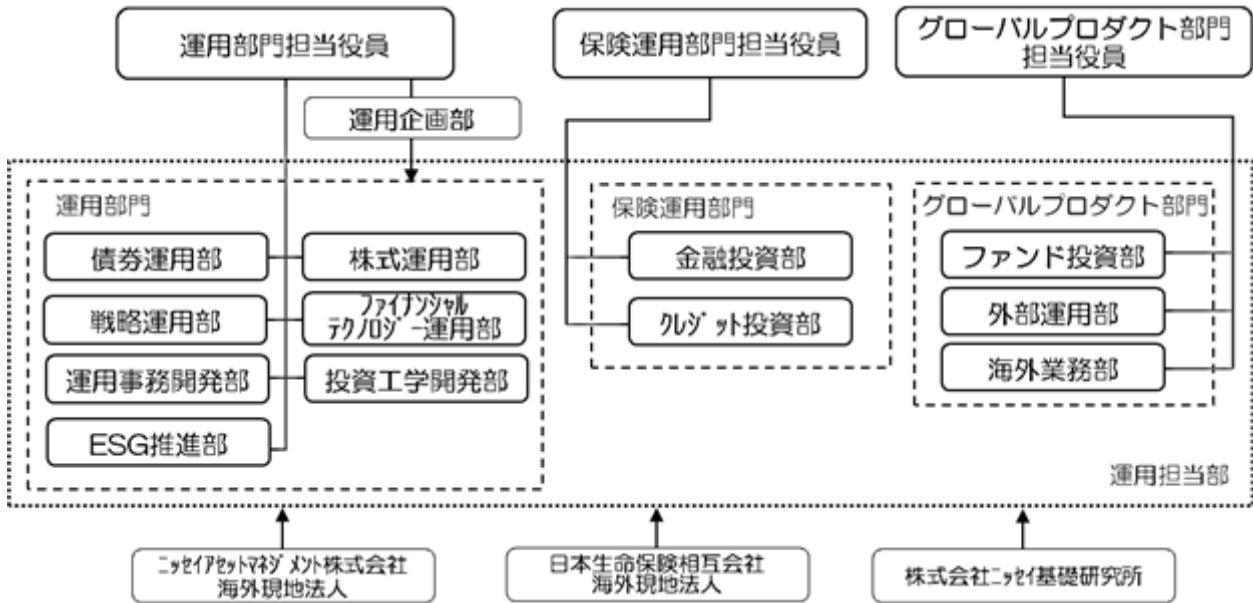 運用部門担当役員
保険運用部門担当役員
グローバルプロダクト部門
担当役員
運用企画部
運用部門
債券運用部
株式運用部
戦略運用部
ファイナンシャル
テクノロジー運用部
運用事務開発部
投資工学開発部
ESG推進部
保険運用部門
金融投資部
クレジット投資部
グローバルプロダクト部門
ファンド投資部
外部運用部
海外業務部
運用担当部
ニッセイアセットマネジメント株式会社
海外現地法人
日本生命保険相互会社
海外現地法人
株式会社ニッセイ基礎研究所